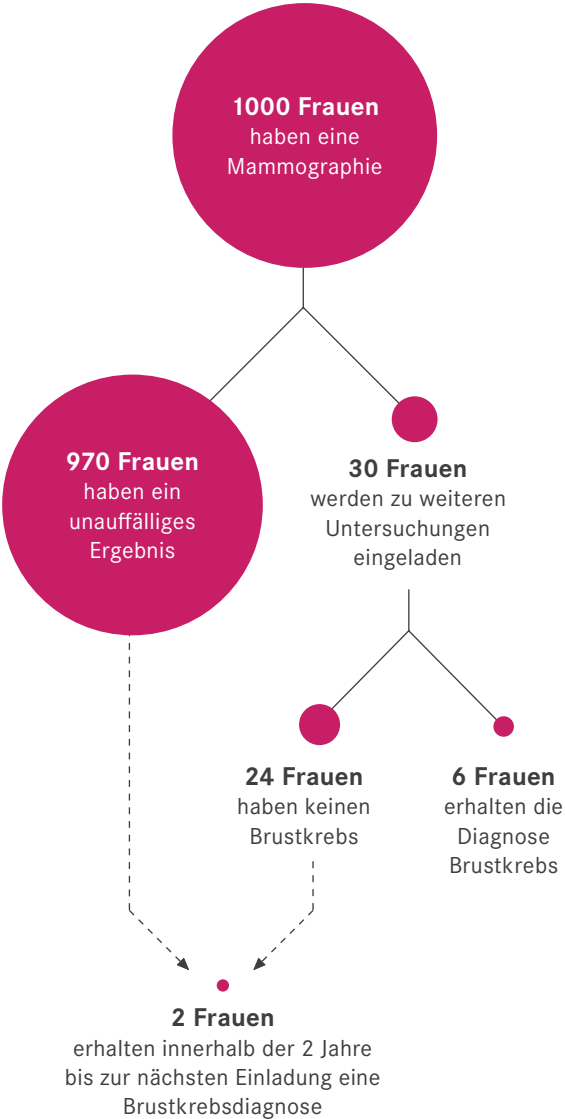 1000 Frauen
haben eine
Mammographie
970 Frauen
haben ein
unauffälliges
Ergebnis
30 Frauen
werden zu weiteren
Untersuchungen
eingeladen
24 Frauen
haben keinen
Brustkrebs
6 Frauen
erhalten die
Diagnose
Brustkrebs
2 Frauen
erhalten innerhalb der 2 Jahre
bis zur nächsten Einladung eine
Brustkrebsdiagnose